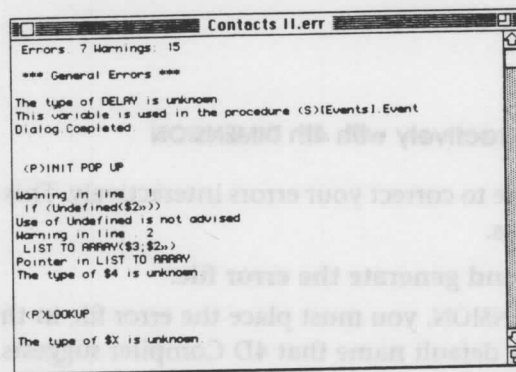 Contacts II.err
Errors: 7 Warnings: 15
*** General Errors ***
The type of DELAY is unknown
This variable is used in the procedure (S)[Events].Event
Dialog.Completed
(P)INIT POP UP
Warning in line 1
If (Undefined($2»))
Use of Undefined is not advised
Warning in line 2
LIST TO ARRAY($3;$2»)
Pointer in LIST TO ARRAY
The type of $4 is unknown
(P)LOOKUP
The type of $X is unknown